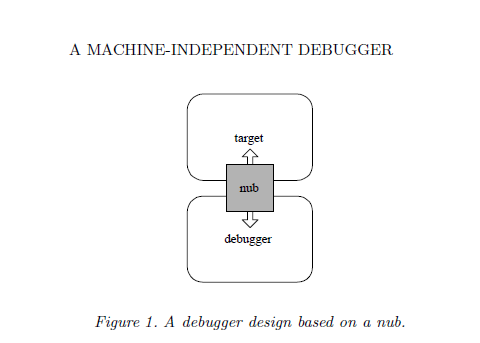 A MACHINE-INDEPENDENT DEBUGGER
target
nub
debugger
Figure 1. A debugger design based on a nub.